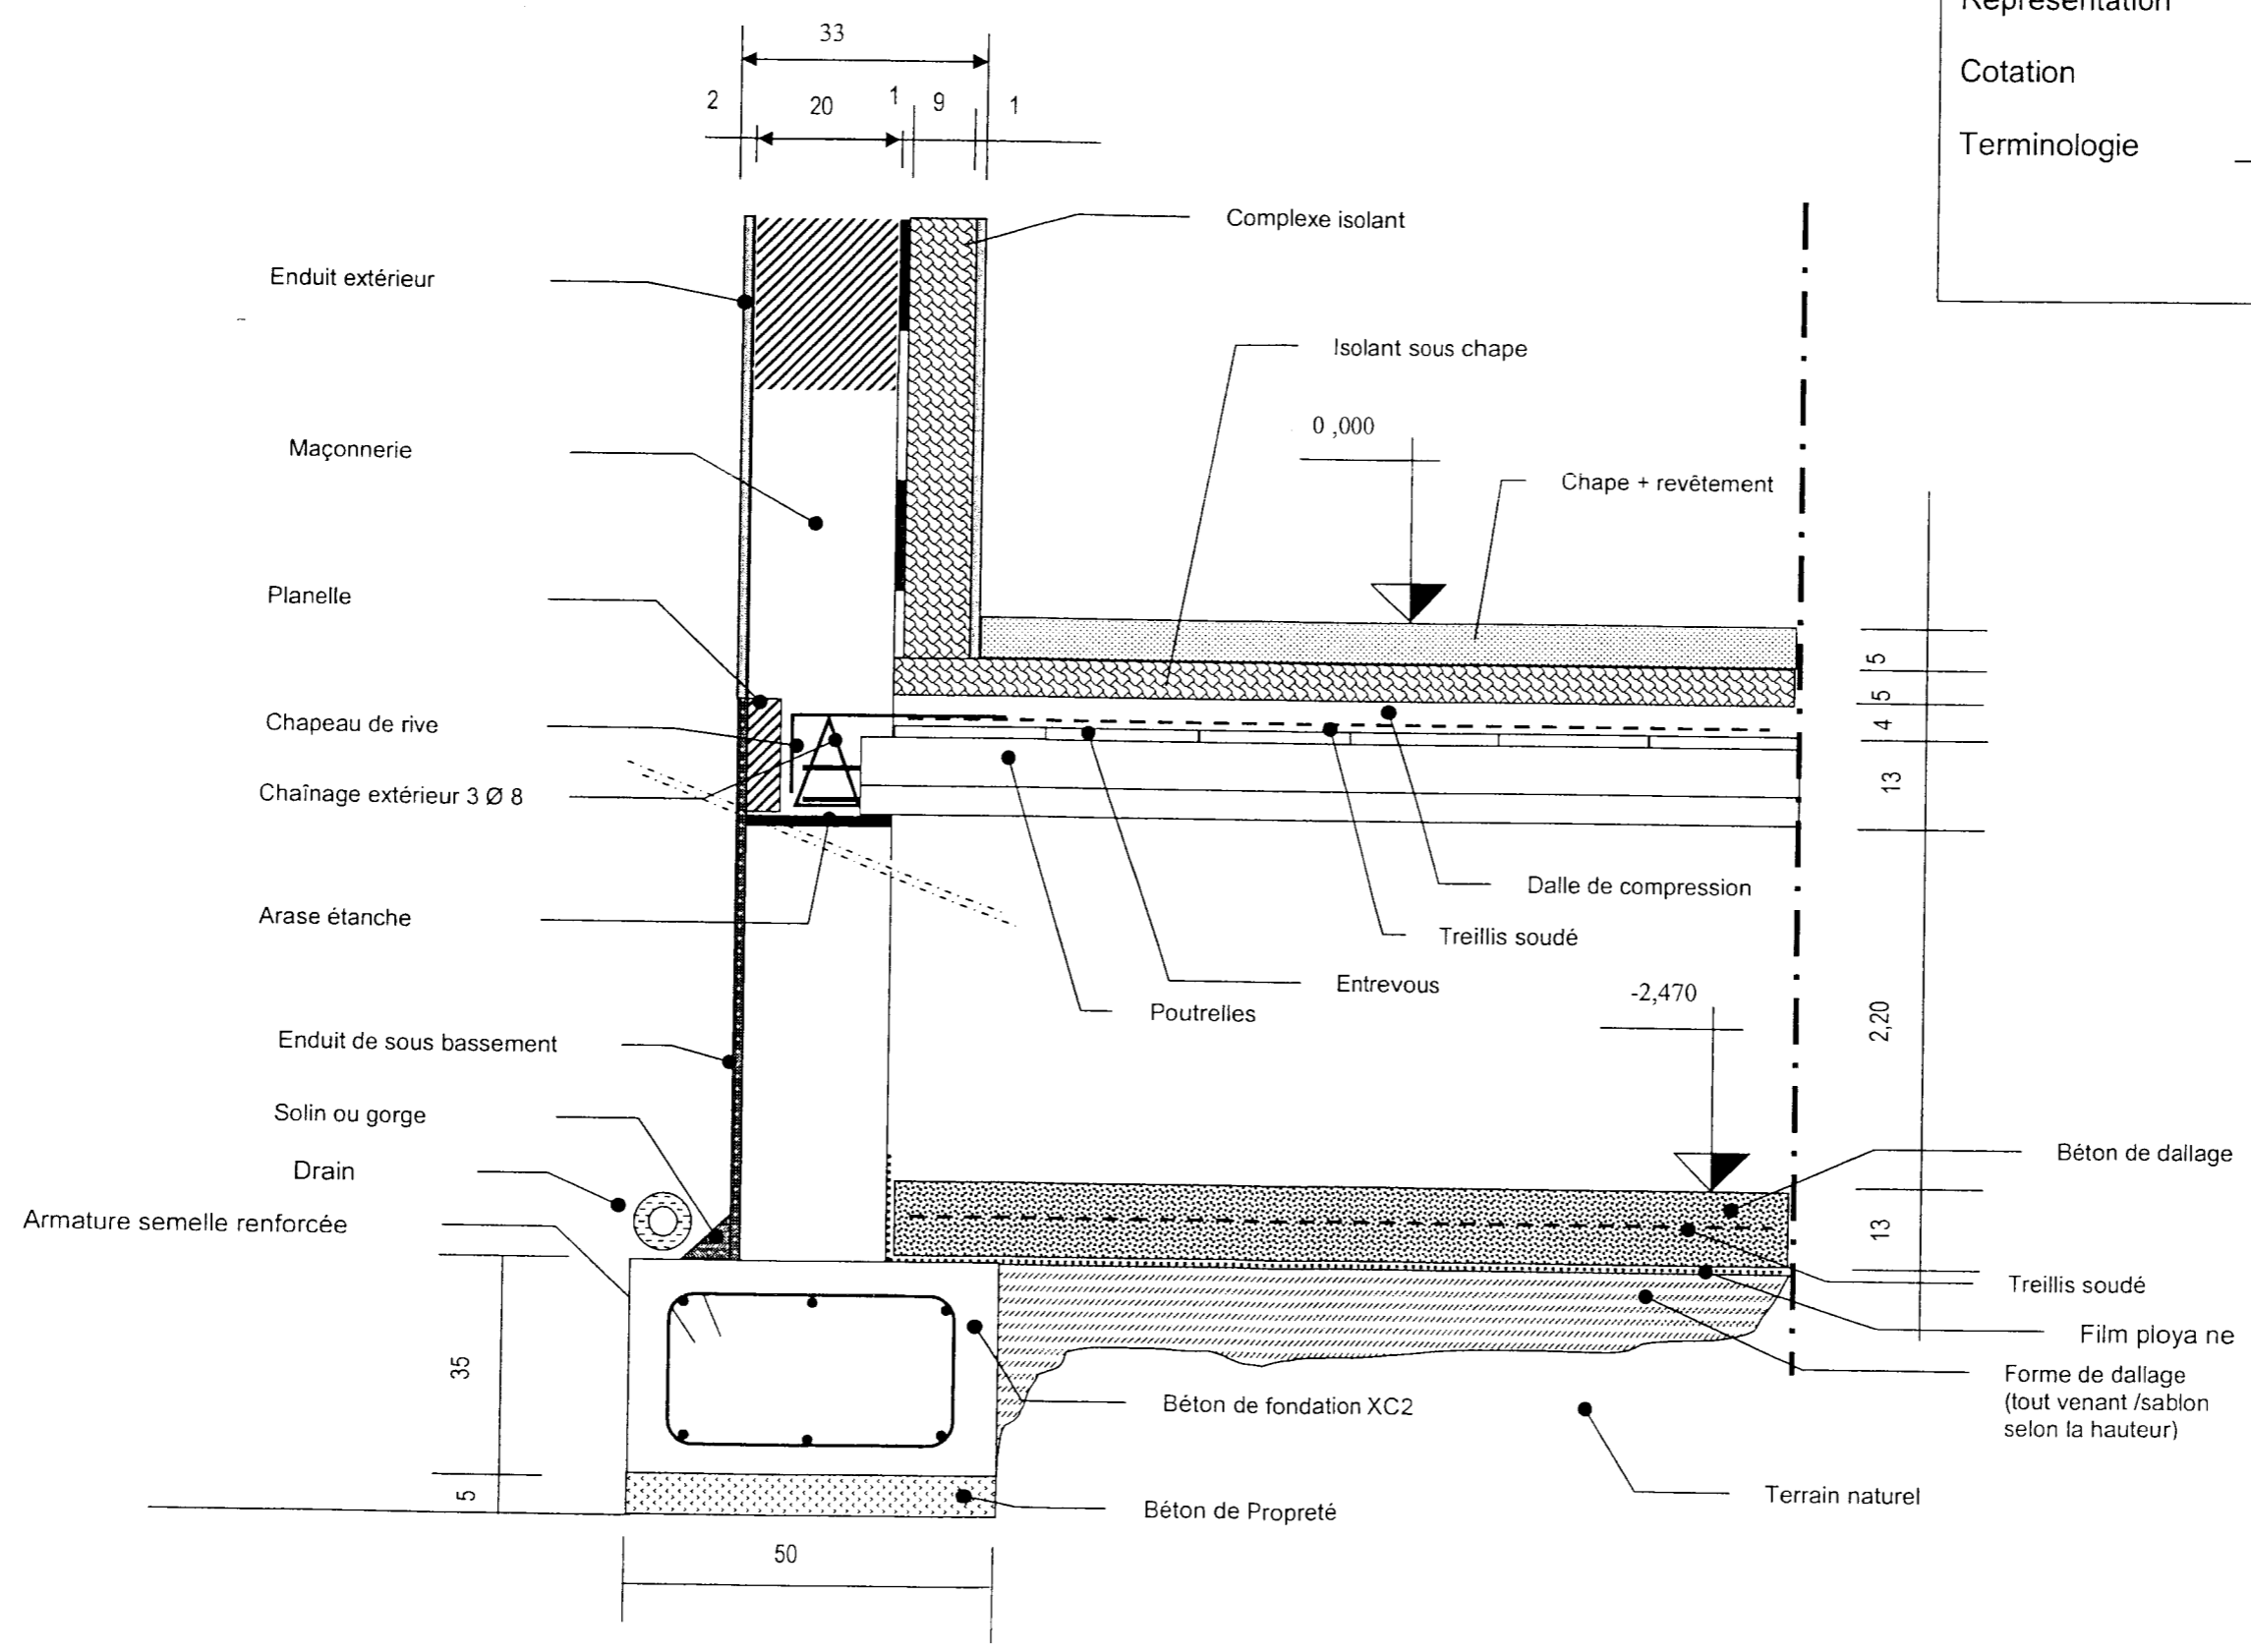 Représentation
Cotation
Terminologie
33
2
20
1
9
1
Complexe isolant
Enduit extérieur
Isolant sous chape
0 ,000
Maçonnerie
Chape + revêtement
Planelle
5
5
Chapeau de rive
4
Chaînage extérieur 3 Ø 8
13
Dalle de compression
Arase étanche
Treillis soudé
Entrevous
-2,470
Poutrelles
2,20
Enduit de sous bassement
Solin ou gorge
Béton de dallage
Drain
Armature semelle renforcée
13
Treillis soudé
Film ploya ne
35
Forme de dallage
(tout venant /sablon
selon la hauteur)
Béton de fondation XC2
5
Terrain naturel
Béton de Propreté
50